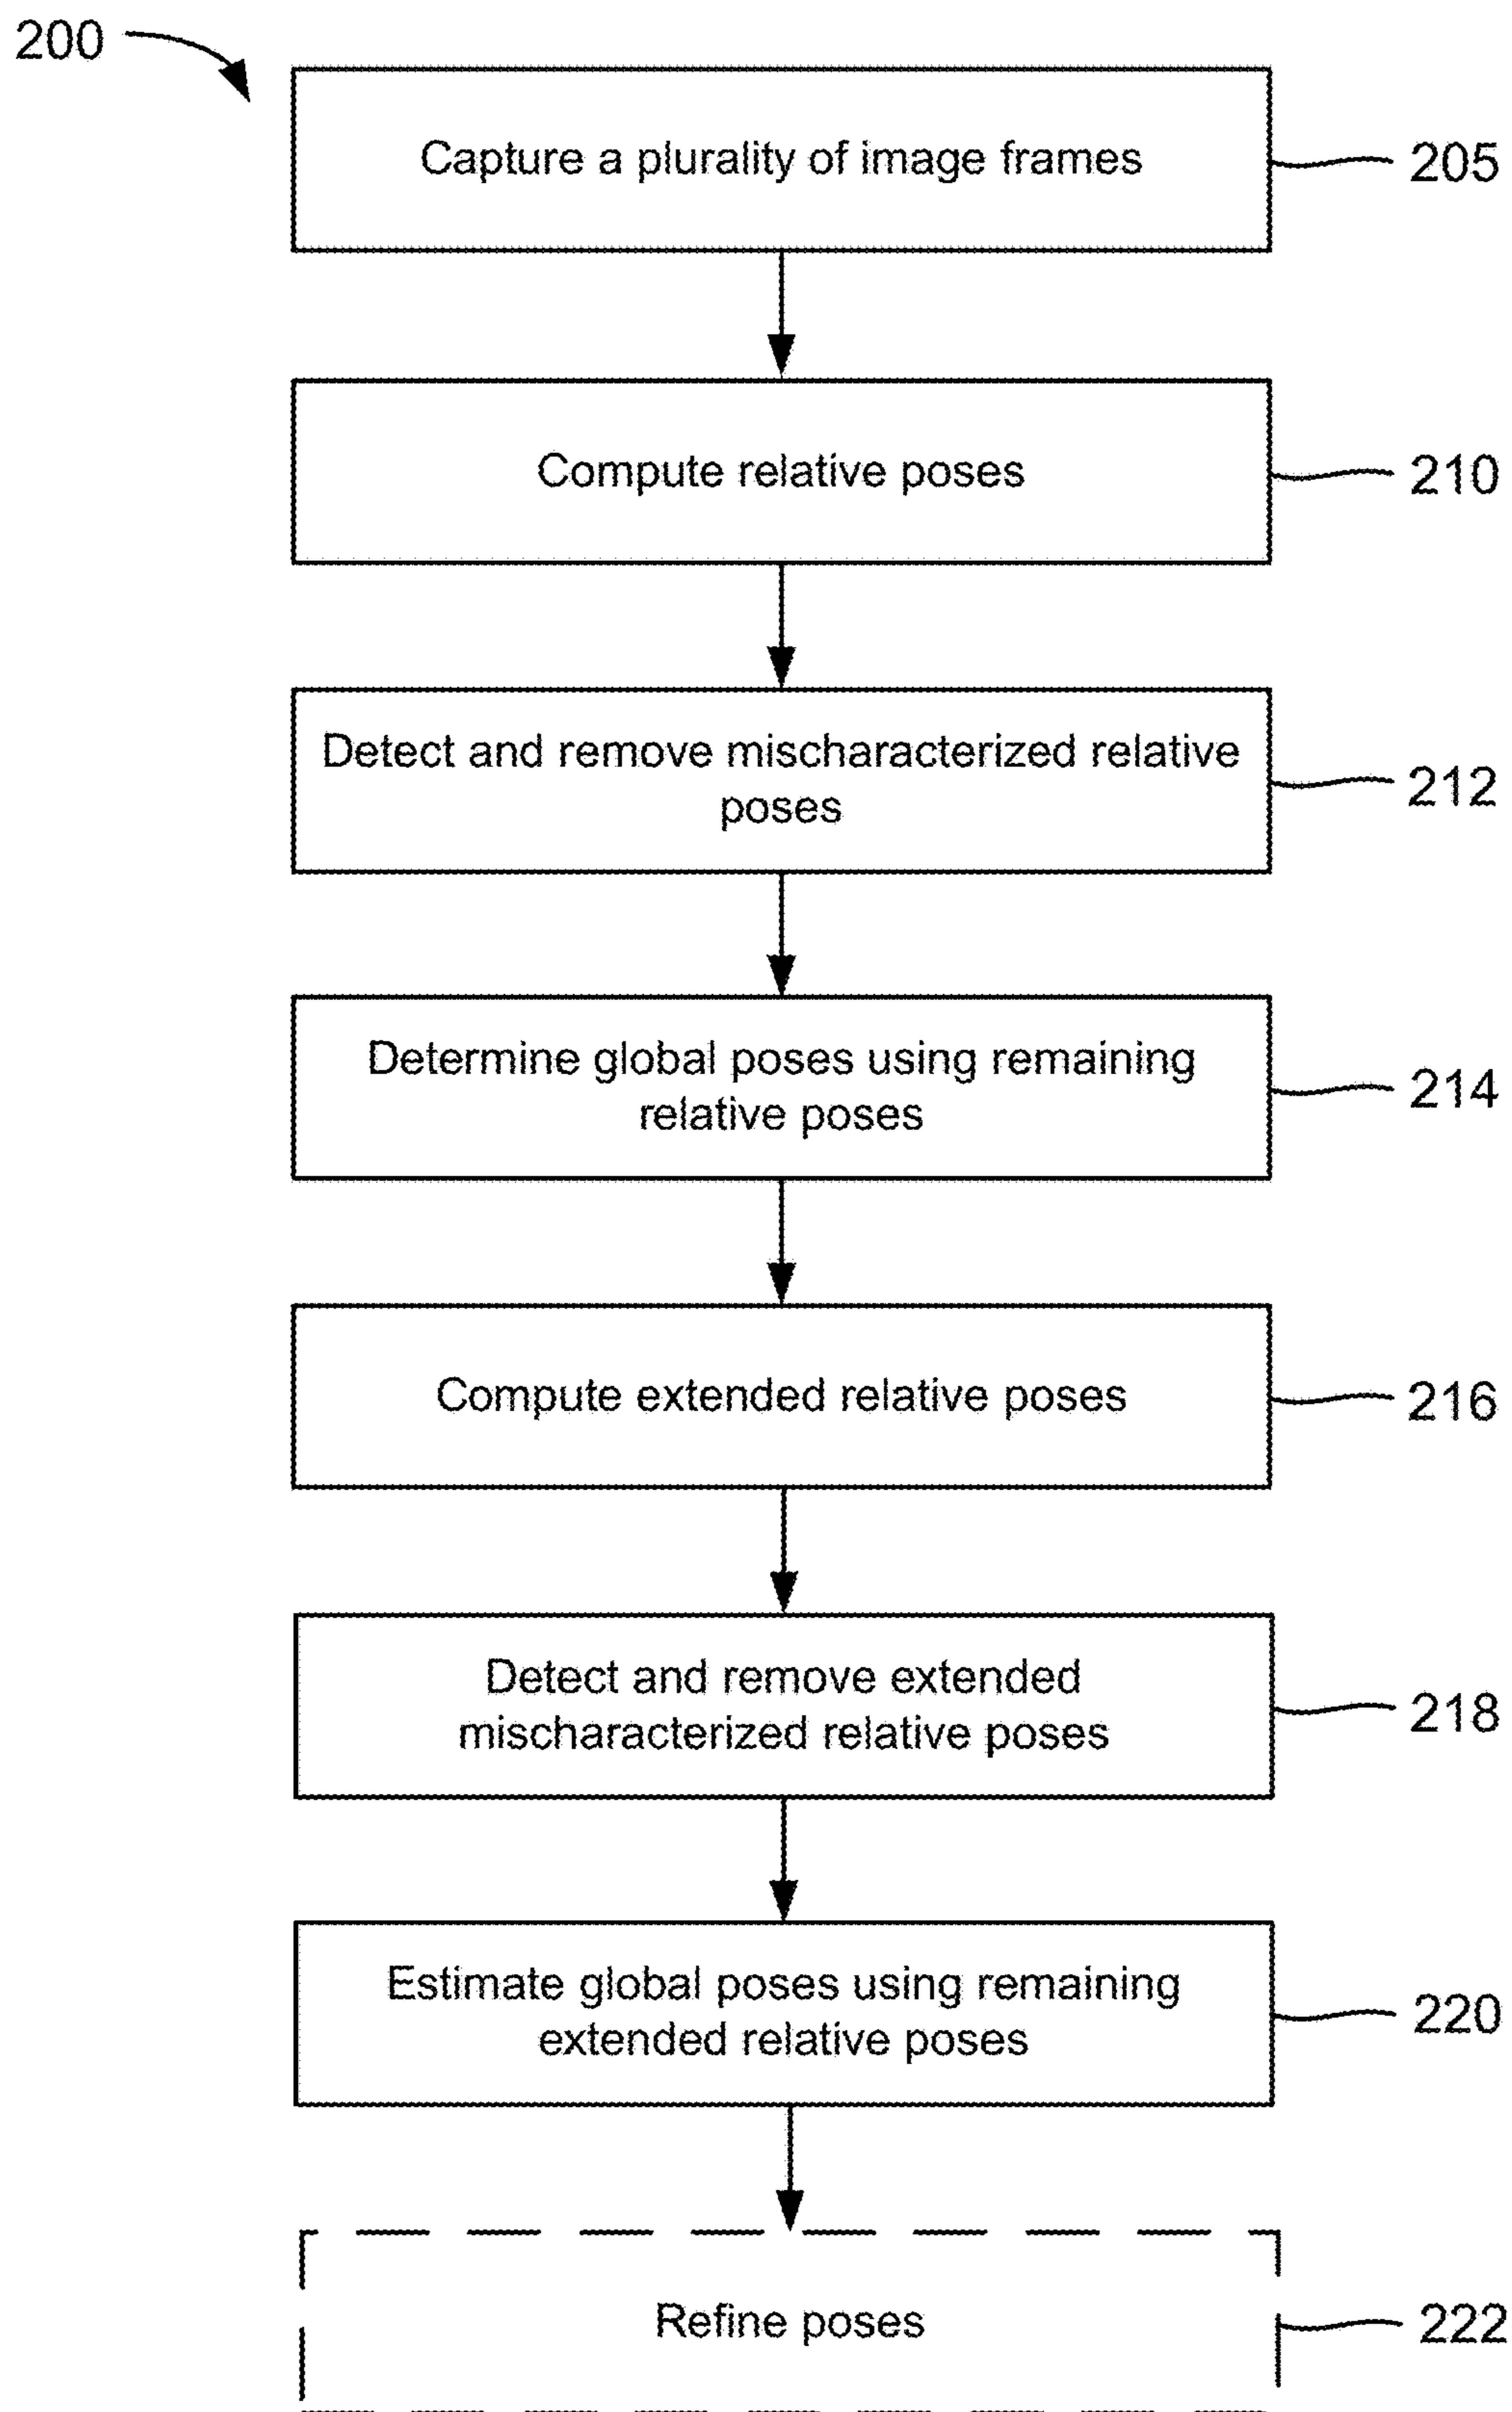 200
Capture a plurality of image frames
205
Compute relative poses
210
Detect and remove mischaracterized relative
poses
212
Determine global poses using remaining
relative poses
214
Compute extended relative poses
216
Detect and remove extended
mischaracterized relative poses
218
Estimate global poses using remaining
extended relative poses
220
Refine poses
222